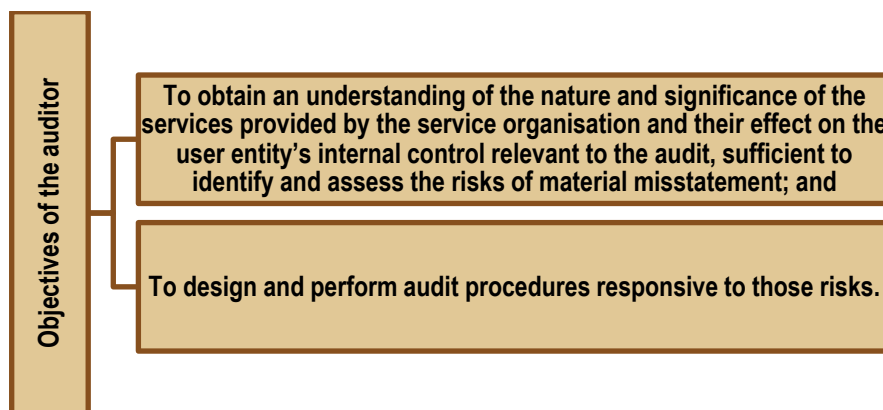 Objectives of the auditor
To obtain an understanding of the nature and significance of the
services provided by the service organisation and their effect on the
user entity's internal control relevant to the audit, sufficient to
identify and assess the risks of material misstatement; and
To design and perform audit procedures responsive to those risks.